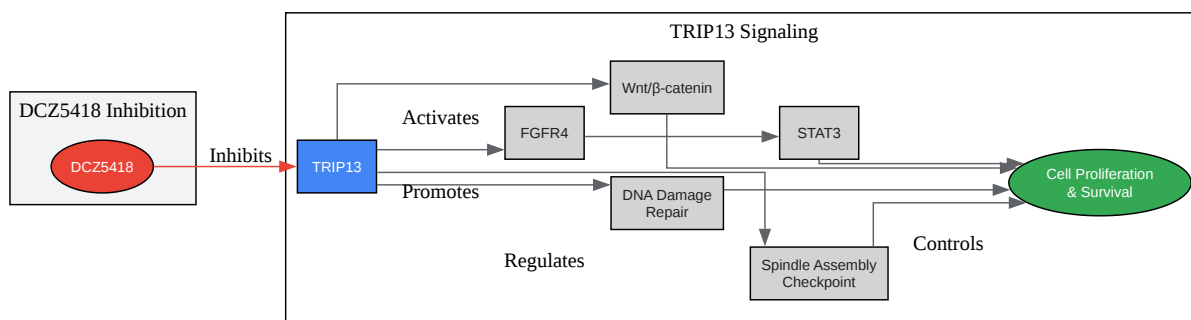 TRIP13 Signaling
DCZ5418 Inhibition
DCZ5418
Inhibits
TRIP13
Activates
Promotes
Regulates
Wnt/β-catenin
FGFR4
STAT3
DNA Damage
Repair
Spindle Assembly
Checkpoint
Controls
Cell Proliferation
& Survival